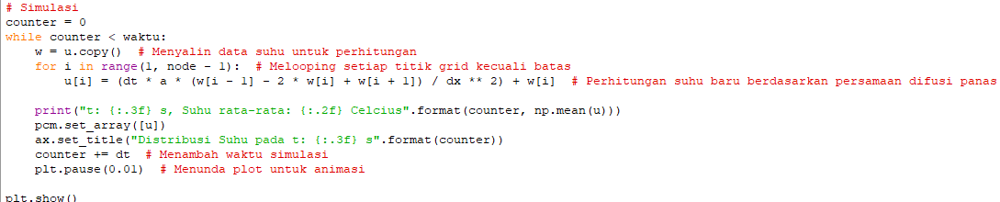 # Simulasi
counter = 0
while counter < waktu:
    w = u.copy()  # Menyalin data suhu untuk perhitungan
    for i in range(1, node - 1):  # Melooping setiap titik grid kecuali batas
        u[i] = (dt * a * (w[i - 1] - 2 * w[i] + w[i + 1]) / dx ** 2) + w[i]  # Perhitungan suhu baru berdasarkan persamaan difusi panas
    print("t: {:.3f} s, Suhu rata-rata: {:.2f} Celcius".format(counter, np.mean(u)))
    pcm.set_array([u])
    ax.set_title("Distribusi Suhu pada t: {:.3f} s".format(counter))
    counter += dt  # Menambah waktu simulasi
    plt.pause(0.01)  # Menunda plot untuk animasi
plt.show()